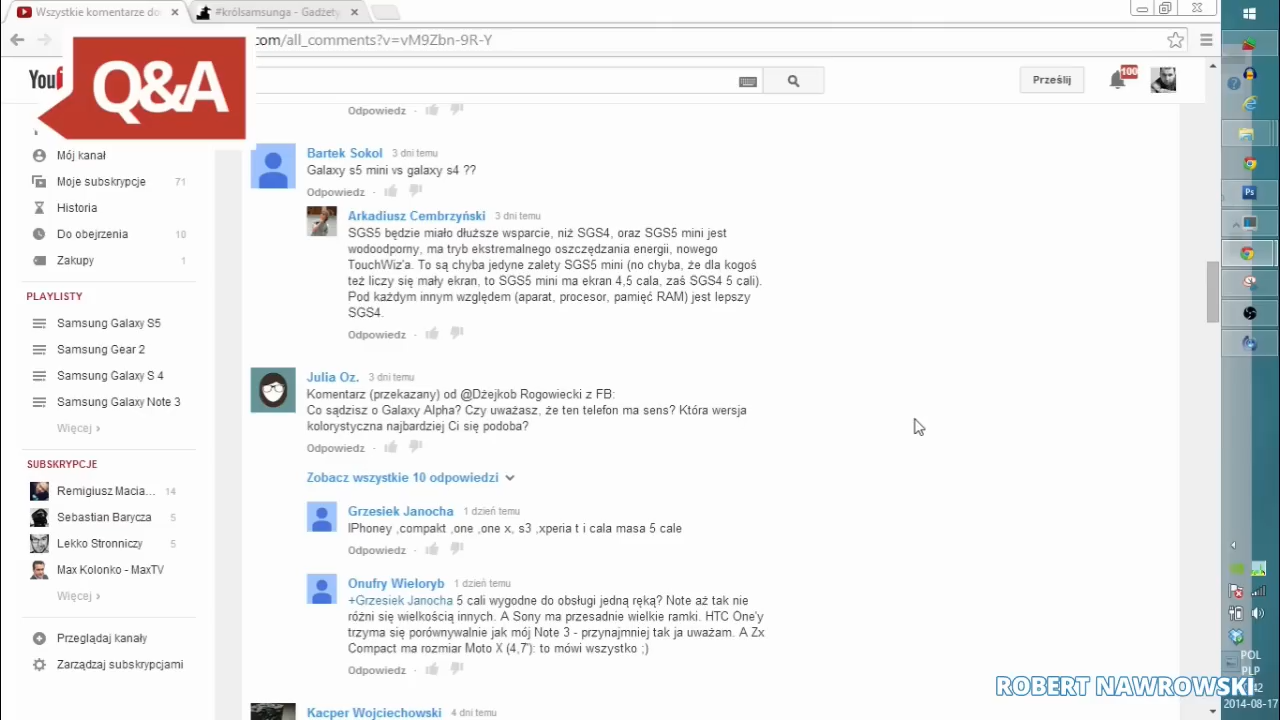 Wszystkie komentarze do
#królsamsunga - Gadżety
com/all_comments?v=vM9Zbn-9R-Y
You
Q&A
Prześlij
100
Mój kanał
Moje subskrypcje 71
Historia
Do obejrzenia 10
Zakupy 1
PLAYLISTY
Samsung Galaxy S5
Samsung Gear 2
Samsung Galaxy S 4
Samsung Galaxy Note 3
Więcej ›
SUBSKRYPCJE
Remigiusz Macia... 14
Sebastian Barycza 5
Lekko Stronniczy 5
Max Kolonko - MaxTV
Więcej ›
Przeglądaj kanały
Zarządzaj subskrypcjami
Odpowiedz ·
Bartek Sokol 3 dni temu
Galaxy s5 mini vs galaxy s4 ??
Odpowiedz ·
Arkadiusz Cembrzyński 3 dni temu
SGS5 będzie miało dłuższe wsparcie, niż SGS4, oraz SGS5 mini jest
wodoodporny, ma tryb ekstremalnego oszczędzania energii, nowego
TouchWiz'a. To są chyba jedyne zalety SGS5 mini (no chyba, że dla kogoś
też liczy się mały ekran, to SGS5 mini ma ekran 4,5 cala, zaś SGS4 5 cali).
Pod każdym innym względem (aparat, procesor, pamięć RAM) jest lepszy
SGS4.
Odpowiedz ·
Julia Oz. 3 dni temu
Komentarz (przekazany) od @Dżejkob Rogowiecki z FB:
Co sądzisz o Galaxy Alpha? Czy uważasz, że ten telefon ma sens? Która wersja
kolorystyczna najbardziej Ci się podoba?
Odpowiedz ·
Zobacz wszystkie 10 odpowiedzi
Grzesiek Janocha 1 dzień temu
IPhoney ,compakt ,one ,one x, s3 ,xperia t i cala masa 5 cale
Odpowiedz ·
Onufry Wieloryb 1 dzień temu
+Grzesiek Janocha 5 cali wygodne do obsługi jedną ręką? Note aż tak nie
różni się wielkością innych. A Sony ma przesadnie wielkie ramki. HTC One'y
trzyma się porównywalnie jak mój Note 3 - przynajmniej tak ja uważam. A Zx
Compact ma rozmiar Moto X (4,7'): to mówi wszystko ;)
Odpowiedz ·
Kacper Wojciechowski 4 dni temu
Ps
POL
PLP
ROBERT NAWROWSKI
42
2014-08-17